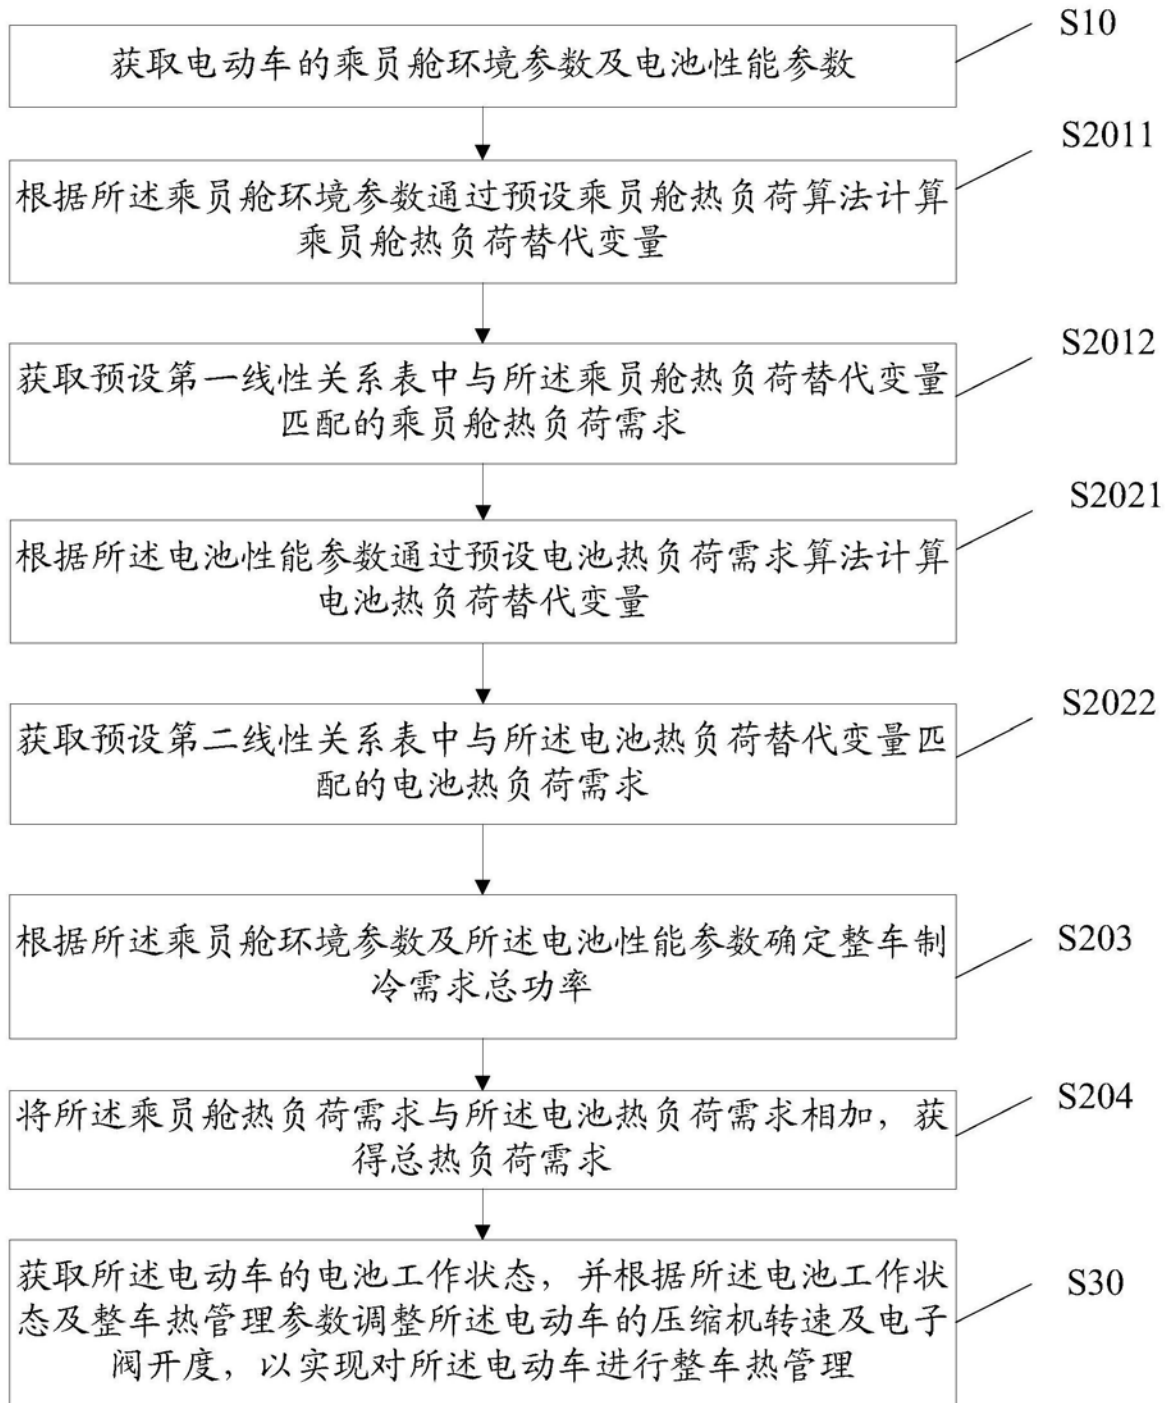 S10
获取电动车的乘员舱环境参数及电池性能参数
S2011
根据所述乘员舱环境参数通过预设乘员舱热负荷算法计算
乘员舱热负荷替代变量
S2012
获取预设第一线性关系表中与所述乘员舱热负荷替代变量
匹配的乘员舱热负荷需求
S2021
根据所述电池性能参数通过预设电池热负荷需求算法计算
电池热负荷替代变量
S2022
获取预设第二线性关系表中与所述电池热负荷替代变量匹
配的电池热负荷需求
S203
根据所述乘员舱环境参数及所述电池性能参数确定整车制
冷需求总功率
S204
将所述乘员舱热负荷需求与所述电池热负荷需求相加，获
得总热负荷需求
S30
获取所述电动车的电池工作状态，并根据所述电池工作状
态及整车热管理参数调整所述电动车的压缩机转速及电子
阀开度，以实现对所述电动车进行整车热管理